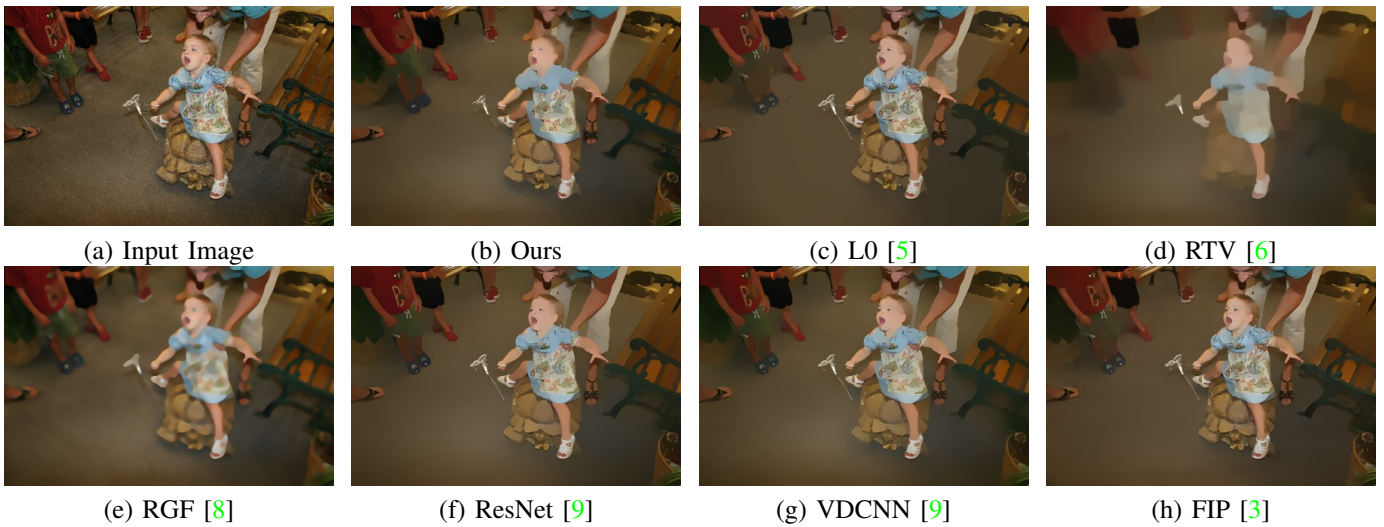 (a) Input Image (b) Ours (c) L0 [5] (d) RTV [6]
(e) RGF [8] (f) ResNet [9] (g) VDCNN [9] (h) FIP [3]